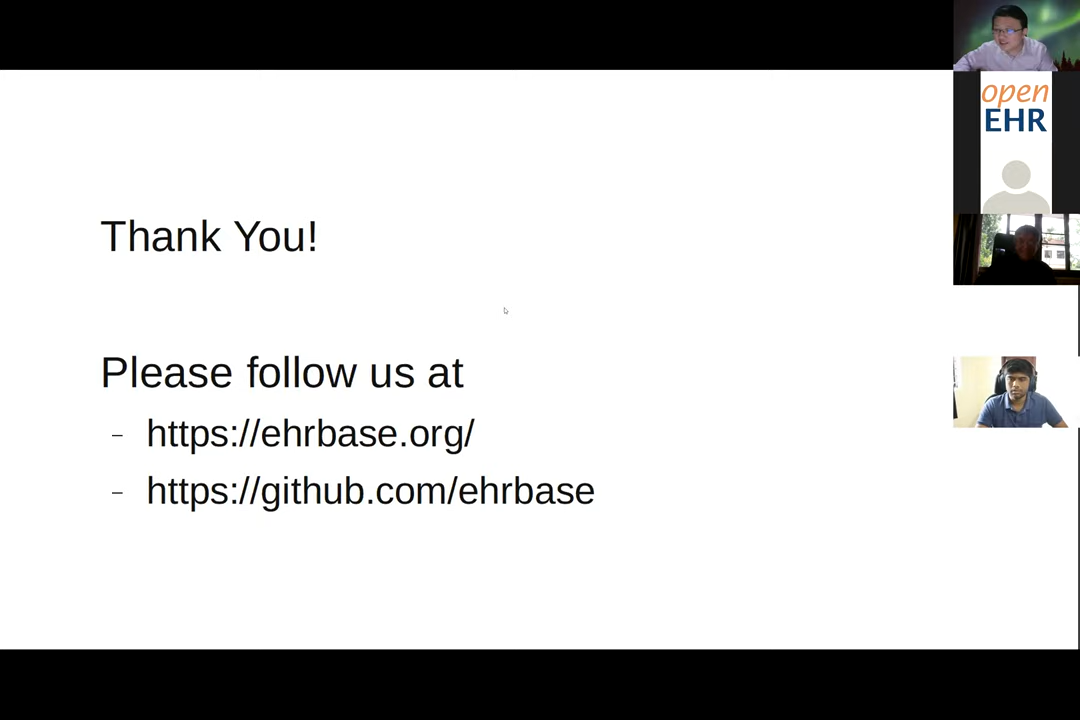 Thank You!
Please follow us at
– https://ehrbase.org/
– https://github.com/ehrbase
open
EHR